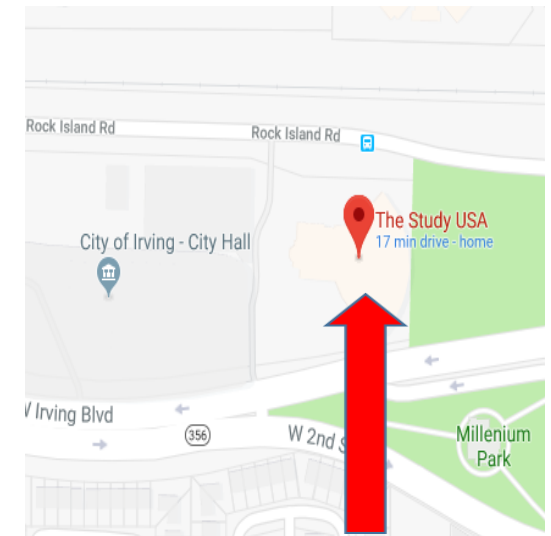 Rock Island Rd
Rock Island Rd
The Study USA
17 min drive - home
City of Irving - City Hall
Irving Blvd
356
W 2nd
Millenium
Park